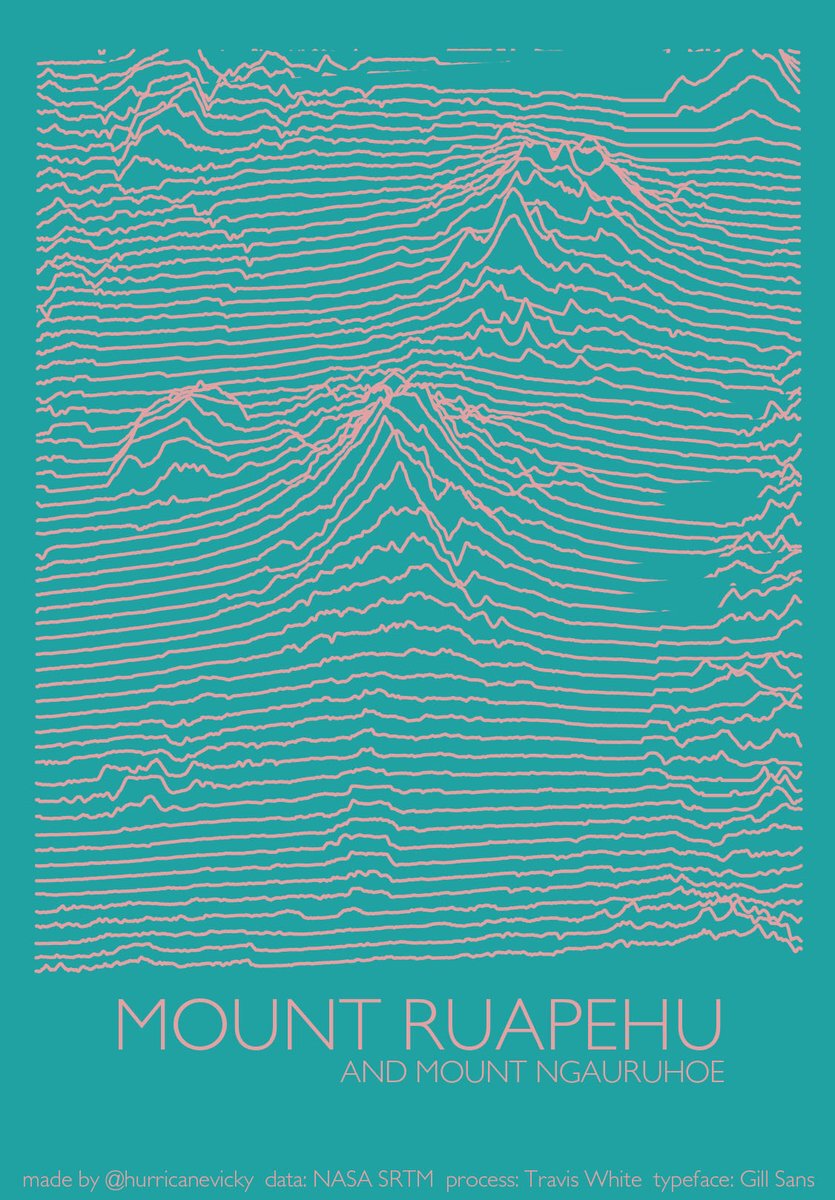 MOUNT RUAPEHU
AND MOUNT NGAURUHOE
made by @hurricanevicky data: NASA SRTM process: Travis White typeface: Gill Sans